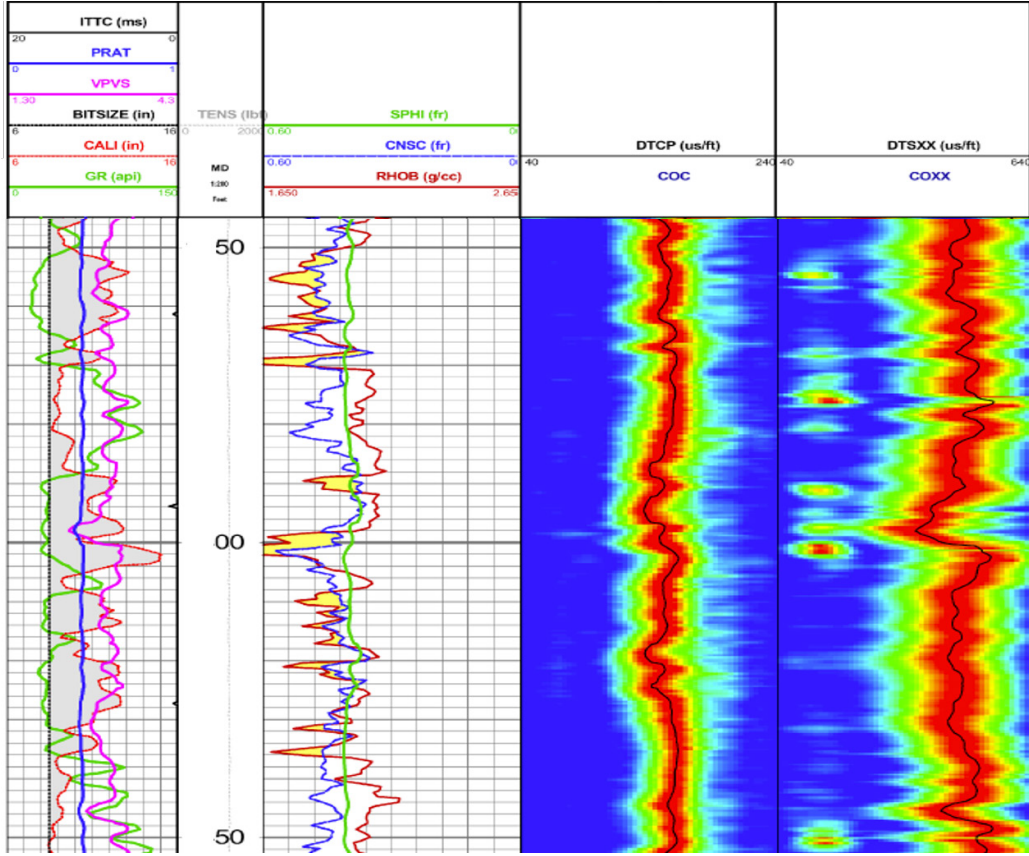 ITTC (ms)
20 0
PRAT
0 1
VPVS
1.30 4.3
BITSIZE (in)
6 16
CALI (in)
6 16
GR (api)
0 150
TENS (lbf
0 2000
MD
1:200
Feet
SPHI (fr)
0.60 0
CNSC (fr)
0.60 0
RHOB (g/cc)
1.650 2.65
DTCP (us/ft)
40 240
COC
DTSXX (us/ft)
40 640
COXX
50
00
50